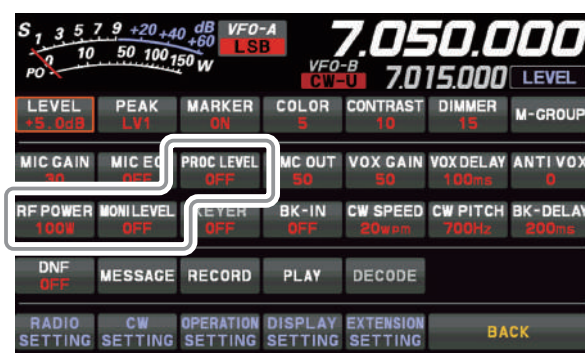 S 1 3 5 7 9 +20 +40 +60 dB
PO 0 10 50 100 150 W
VFO-A
LSB
7.050.000
VFO-B
CW-U
7.015.000
LEVEL
LEVEL PEAK MARKER COLOR CONTRAST DIMMER M-GROUP
+5.0dB LV1 ON 5 10 15
MIC GAIN MIC EQ PROC LEVEL MC OUT VOX GAIN VOX DELAY ANTI VOX
30 OFF OFF 50 50 100ms 0
RF POWER MONI LEVEL KEYER BK-IN CW SPEED CW PITCH BK-DELAY
100W OFF OFF OFF 20wpm 700Hz 200ms
DNF MESSAGE RECORD PLAY DECODE
OFF
RADIO CW OPERATION DISPLAY EXTENSION BACK
SETTING SETTING SETTING SETTING SETTING